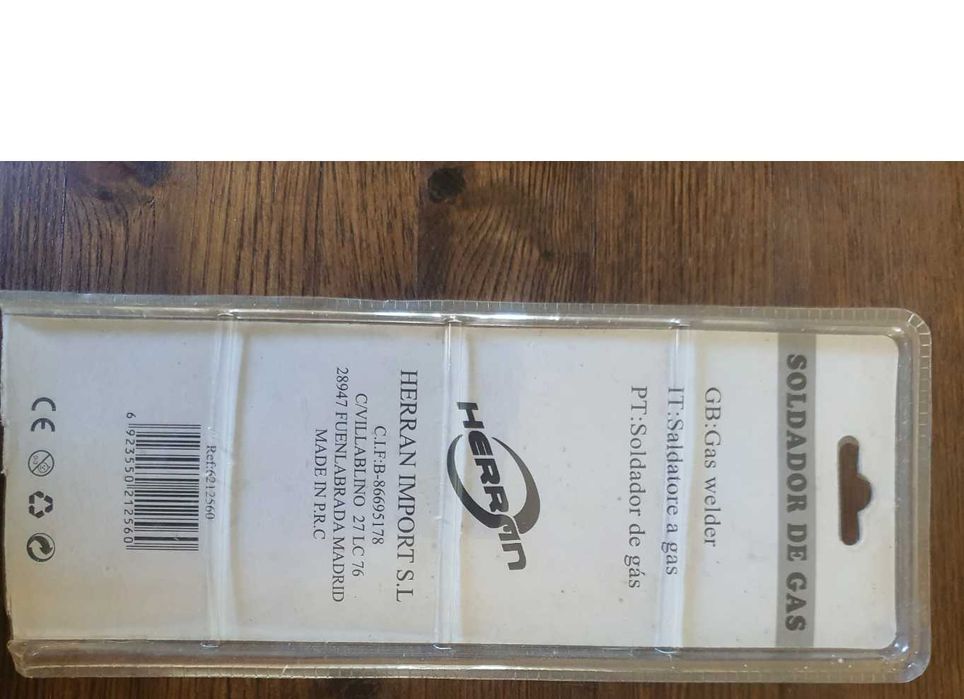 SOLDADOR DE GAS
GB:Gas welder
IT:Saldatore a gas
PT:Soldador de gás
HERRAN
HERRAN IMPORT S.L
C.I.F:B-86695178
C/VILLABLINO 27 LC 76
28947 FUENLABRADA MADRID
MADE IN P.R.C
Ref:6212560
6 923550 212560
CE